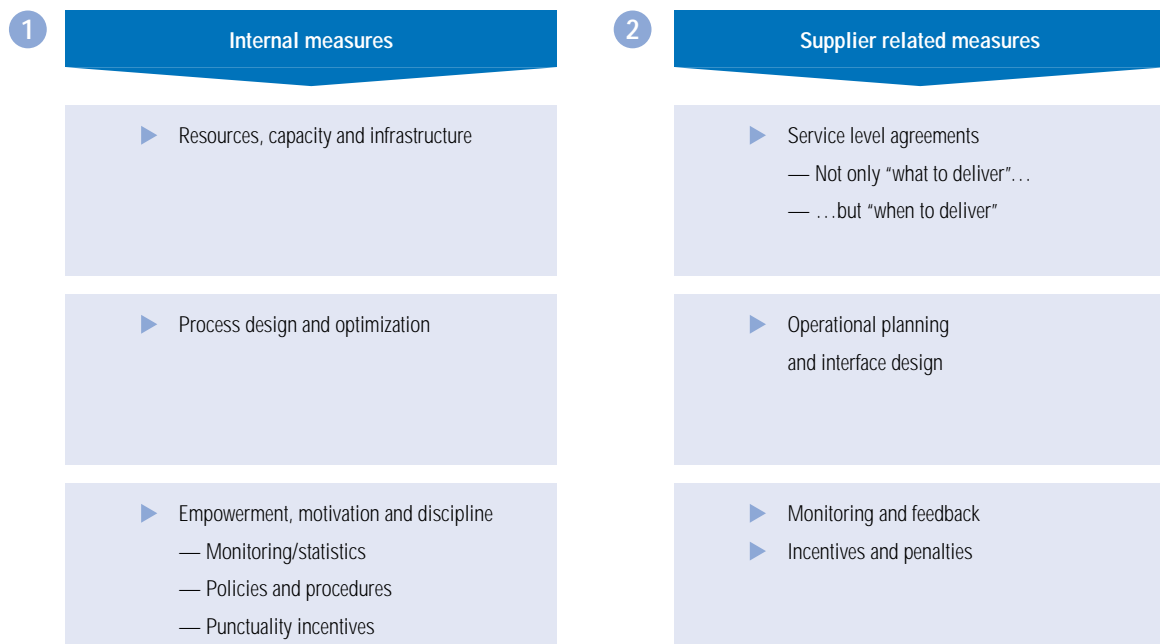 1
Internal measures
Resources, capacity and infrastructure
Process design and optimization
Empowerment, motivation and discipline
— Monitoring/statistics
— Policies and procedures
— Punctuality incentives
2
Supplier related measures
Service level agreements
— Not only “what to deliver”…
— …but “when to deliver”
Operational planning
and interface design
Monitoring and feedback
Incentives and penalties